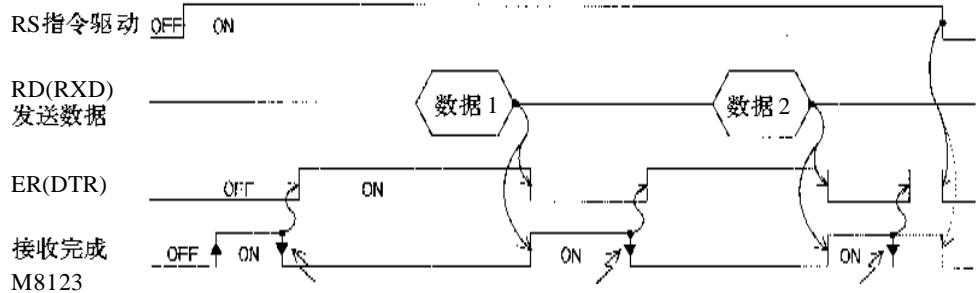 RS指令驱动 OFF ON
RD(RXD) 数据1 数据2
发送数据
ER(DTR) OFF ON
接收完成 OFF ON ON ON
M8123